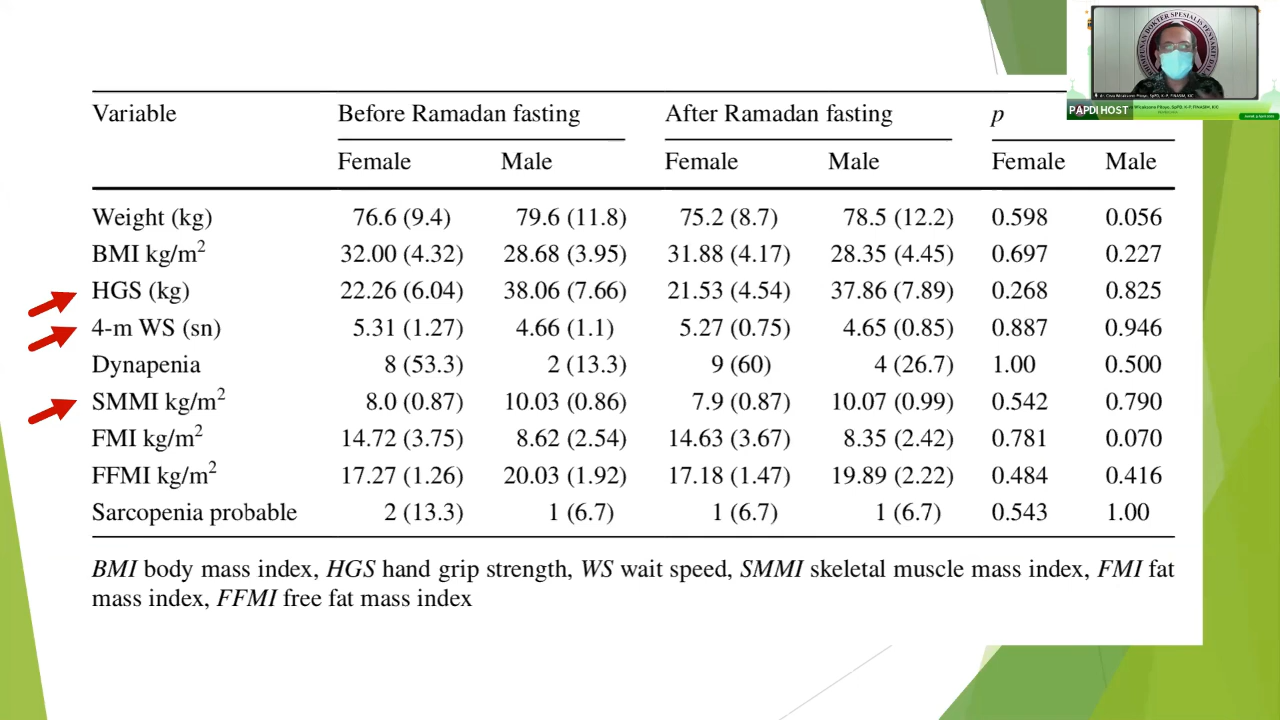 PAPDI HOST
Variable Before Ramadan fasting After Ramadan fasting p
Female Male Female Male Female Male
Weight (kg) 76.6 (9.4) 79.6 (11.8) 75.2 (8.7) 78.5 (12.2) 0.598 0.056
BMI kg/m² 32.00 (4.32) 28.68 (3.95) 31.88 (4.17) 28.35 (4.45) 0.697 0.227
HGS (kg) 22.26 (6.04) 38.06 (7.66) 21.53 (4.54) 37.86 (7.89) 0.268 0.825
4-m WS (sn) 5.31 (1.27) 4.66 (1.1) 5.27 (0.75) 4.65 (0.85) 0.887 0.946
Dynapenia 8 (53.3) 2 (13.3) 9 (60) 4 (26.7) 1.00 0.500
SMMI kg/m² 8.0 (0.87) 10.03 (0.86) 7.9 (0.87) 10.07 (0.99) 0.542 0.790
FMI kg/m² 14.72 (3.75) 8.62 (2.54) 14.63 (3.67) 8.35 (2.42) 0.781 0.070
FFMI kg/m² 17.27 (1.26) 20.03 (1.92) 17.18 (1.47) 19.89 (2.22) 0.484 0.416
Sarcopenia probable 2 (13.3) 1 (6.7) 1 (6.7) 1 (6.7) 0.543 1.00
BMI body mass index, HGS hand grip strength, WS wait speed, SMMI skeletal muscle mass index, FMI fat
mass index, FFMI free fat mass index